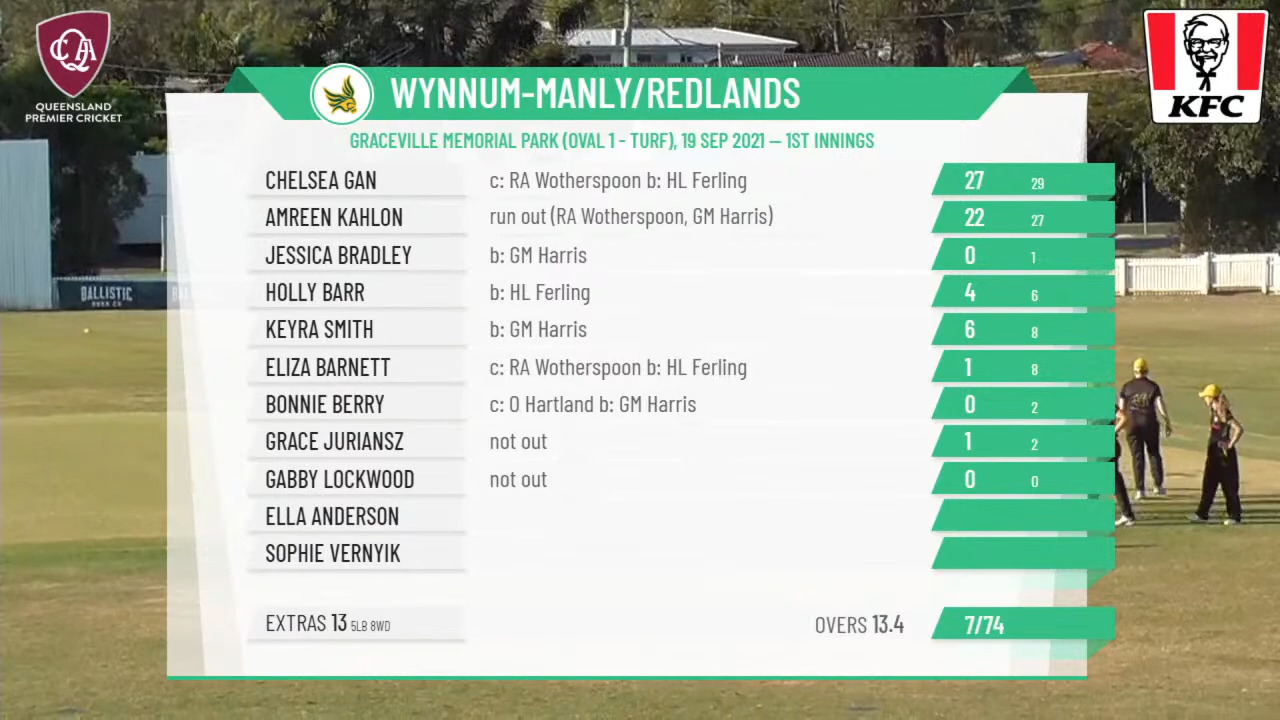 QUEENSLAND
PREMIER CRICKET
KFC
WYNNUM-MANLY/REDLANDS
GRACEVILLE MEMORIAL PARK (OVAL 1 - TURF), 19 SEP 2021 – 1ST INNINGS
CHELSEA GAN c: RA Wotherspoon b: HL Ferling 27 29
AMREEN KAHLON run out (RA Wotherspoon, GM Harris) 22 27
JESSICA BRADLEY b: GM Harris 0 1
HOLLY BARR b: HL Ferling 4 6
KEYRA SMITH b: GM Harris 6 8
ELIZA BARNETT c: RA Wotherspoon b: HL Ferling 1 8
BONNIE BERRY c: O Hartland b: GM Harris 0 2
GRACE JURIANSZ not out 1 2
GABBY LOCKWOOD not out 0 0
ELLA ANDERSON
SOPHIE VERNYIK
EXTRAS 13 5LB 8WD OVERS 13.4 7/74
BALLISTIC